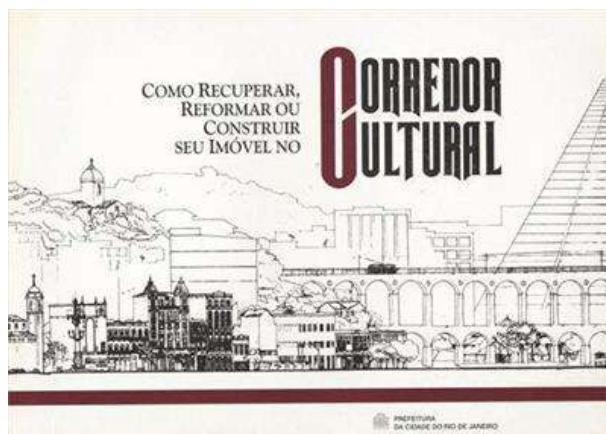 COMO RECUPERAR,
REFORMAR OU
CONSTRUIR
SEU IMÓVEL NO
CORREDOR
CULTURAL
PREFEITURA
DA CIDADE DO RIO DE JANEIRO